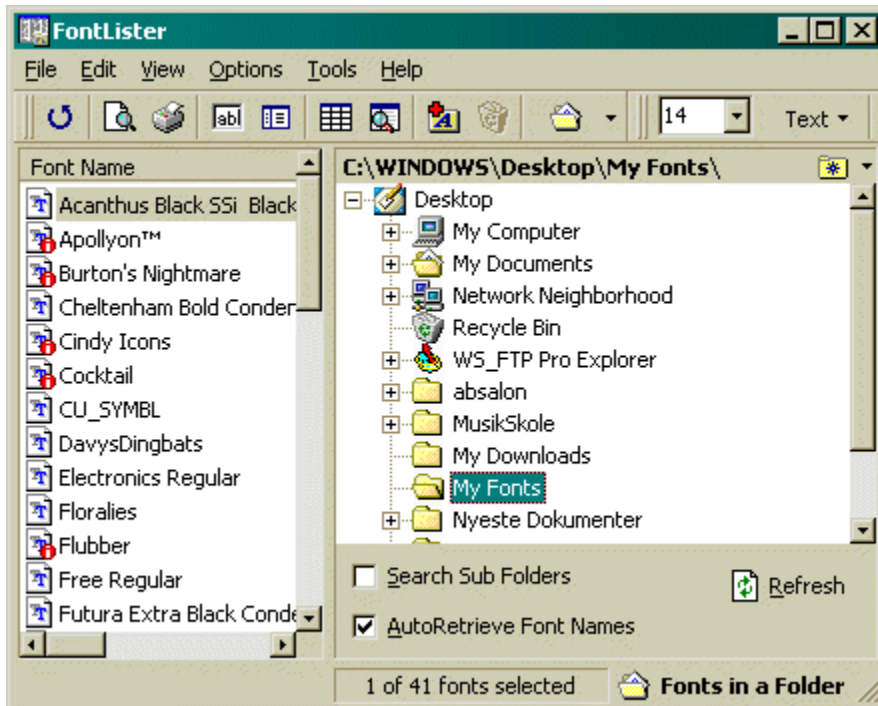 FontLister
File Edit View Options Tools Help
abl
14
Text
Font Name
Acanthus Black SSi Black
Apollyon™
Burton's Nightmare
Cheltenham Bold Conden
Cindy Icons
Cocktail
CU_SYMBL
DavysDingbats
Electronics Regular
Floralies
Flubber
Free Regular
Futura Extra Black Conde
C:\WINDOWS\Desktop\My Fonts\
Desktop
My Computer
My Documents
Network Neighborhood
Recycle Bin
WS_FTP Pro Explorer
absalon
MusikSkole
My Downloads
My Fonts
Nyeste Dokumenter
Search Sub Folders
Refresh
AutoRetrieve Font Names
1 of 41 fonts selected
Fonts in a Folder